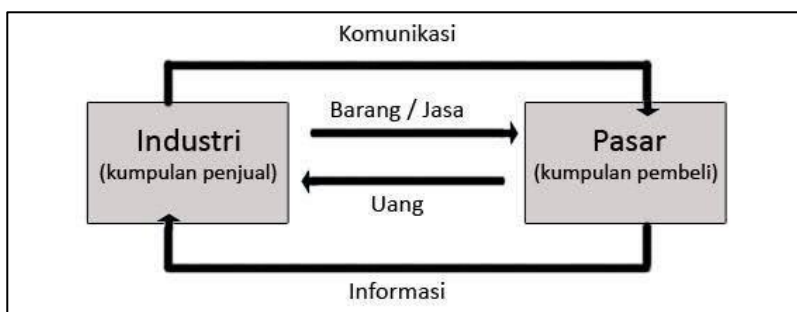 Komunikasi
Barang / Jasa
Industri
(kumpulan penjual)
Pasar
(kumpulan pembeli)
Uang
Informasi